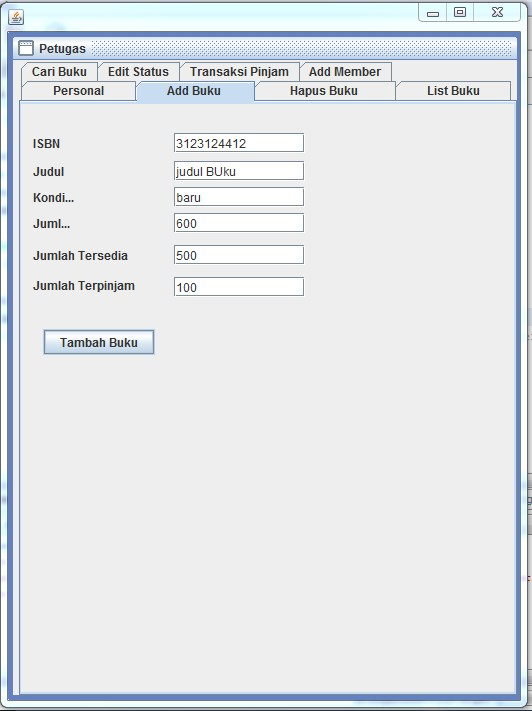 Petugas
Cari Buku Edit Status Transaksi Pinjam Add Member
Personal Add Buku Hapus Buku List Buku
ISBN 3123124412
Judul judul BUku
Kondi... baru
Juml... 600
Jumlah Tersedia 500
Jumlah Terpinjam 100
Tambah Buku